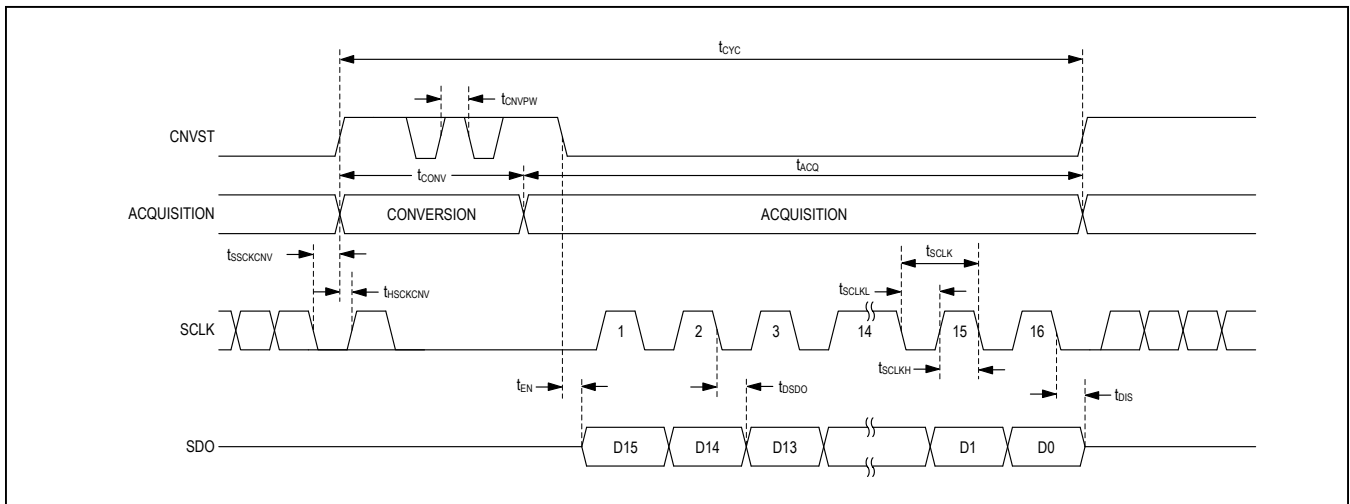 tCYC
tCNVPW
CNVST
tCONV
tACQ
ACQUISITION
CONVERSION
ACQUISITION
tSSCKCNV
tSCLK
tHSCKCNV
tSCLKL
SCLK
1
2
3
14
15
16
tEN
tDSDO
tSCLKH
tDIS
SDO
D15
D14
D13
D1
D0